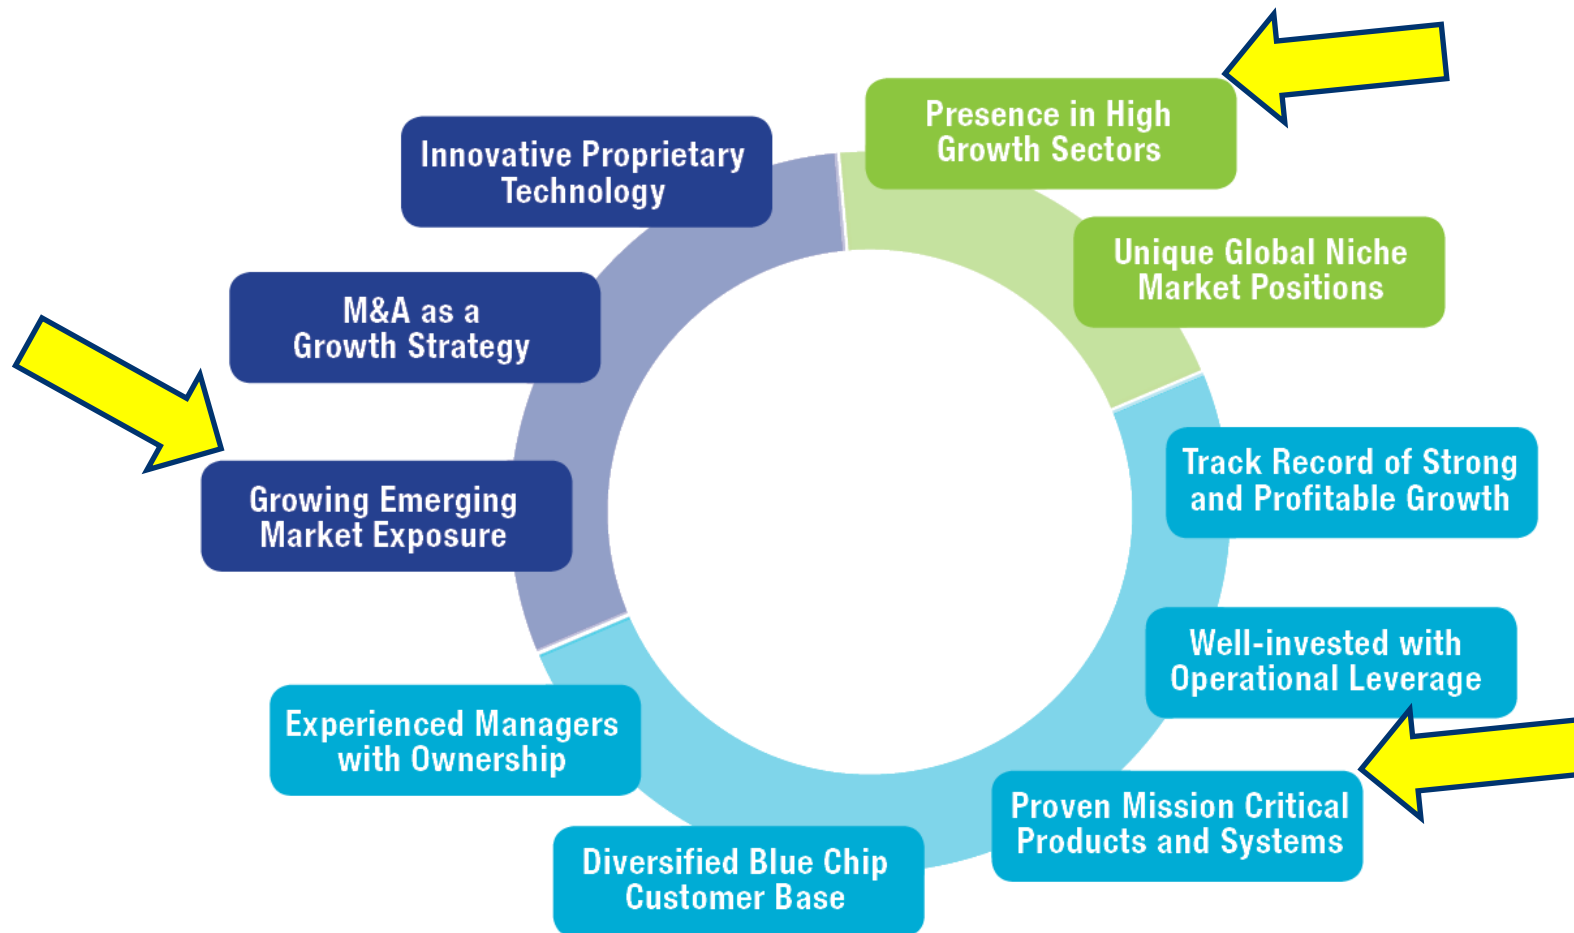 Presence in High
Growth Sectors
Unique Global Niche
Market Positions
Track Record of Strong
and Profitable Growth
Well-invested with
Operational Leverage
Proven Mission Critical
Products and Systems
Diversified Blue Chip
Customer Base
Experienced Managers
with Ownership
Growing Emerging
Market Exposure
M&A as a
Growth Strategy
Innovative Proprietary
Technology